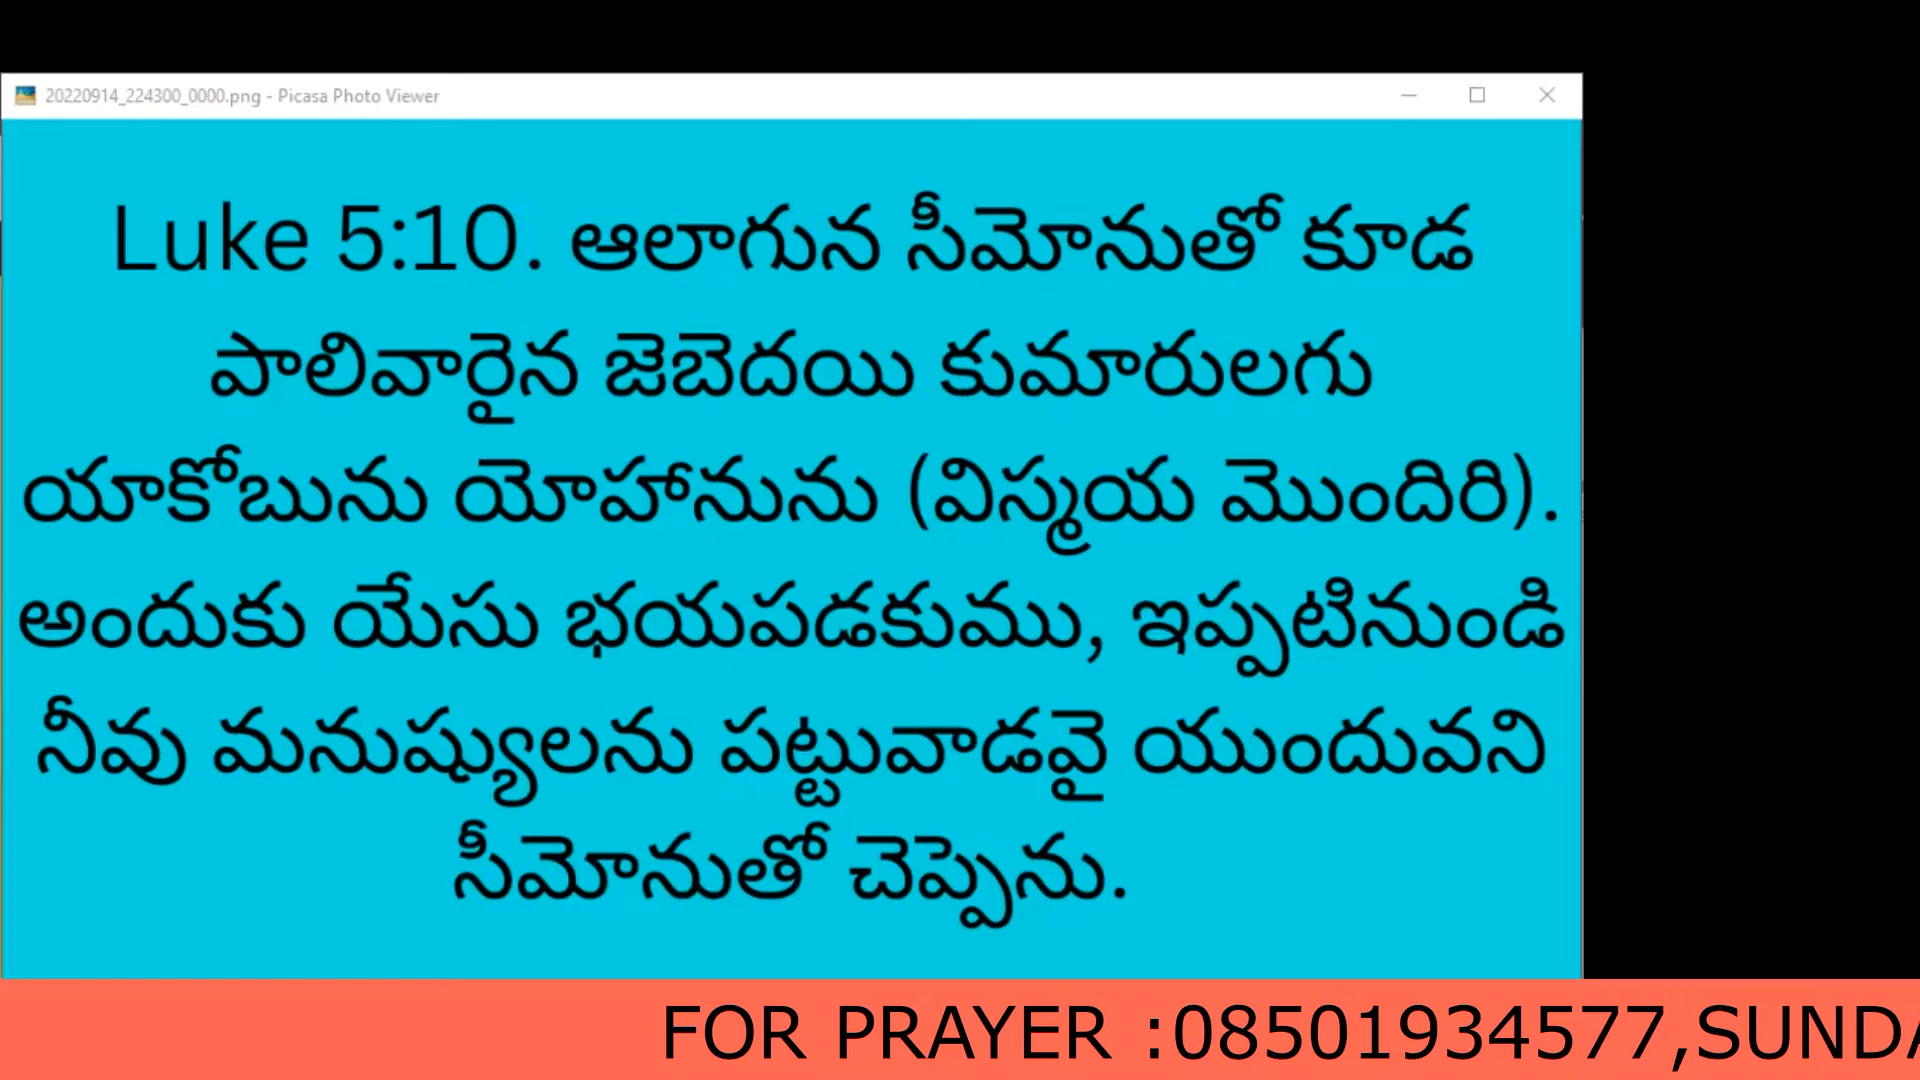 20220914_224300_0000.png - Picasa Photo Viewer
Luke 5:10. ఆలాగున సీమోనుతో కూడ
పాలివారైన జెబెదయి కుమారులగు
యాకోబును యోహానును (విస్మయ మొందిరి).
అందుకు యేసు భయపడకుము, ఇప్పటినుండి
నీవు మనుష్యులను పట్టువాడవై యుందువని
సీమోనుతో చెప్పెను.
FOR PRAYER :08501934577,SUNDA